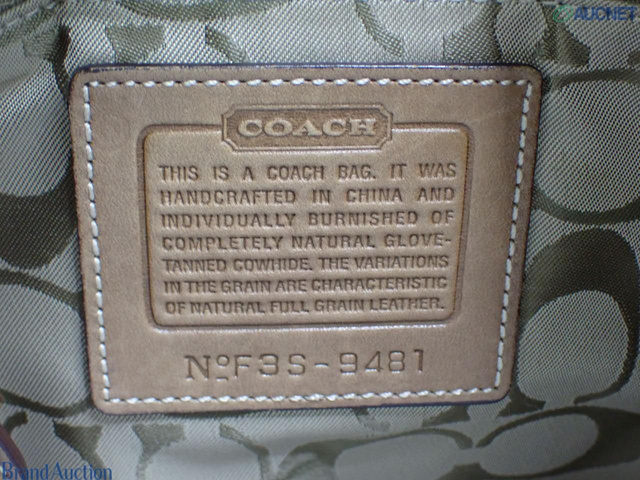 AUCNET
COACH
THIS IS A COACH BAG. IT WAS
HANDCRAFTED IN CHINA AND
INDIVIDUALLY BURNISHED OF
COMPLETELY NATURAL GLOVE-
TANNED COWHIDE. THE VARIATIONS
IN THE GRAIN ARE CHARACTERISTIC
OF NATURAL FULL GRAIN LEATHER.
NºF3S-9481
Brand Auction